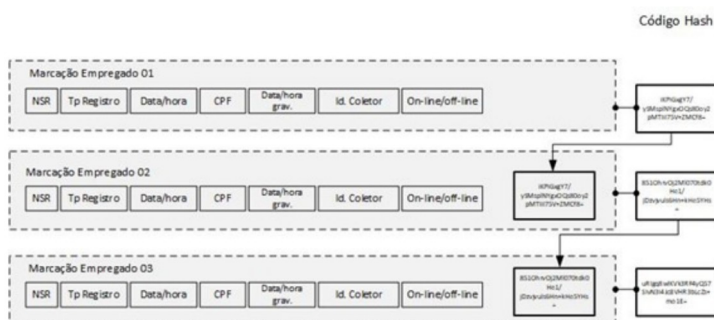 Código Hash
Marcação Empregado 01
NSR Tp Registro Data/hora CPF Data/hora grav. Id. Coletor On-line/off-line
Marcação Empregado 02
NSR Tp Registro Data/hora CPF Data/hora grav. Id. Coletor On-line/off-line
Marcação Empregado 03
NSR Tp Registro Data/hora CPF Data/hora grav. Id. Coletor On-line/off-line